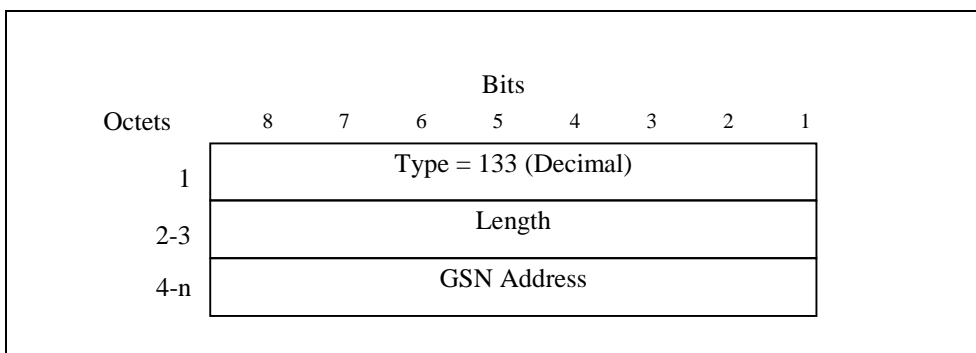 Bits
Octets 8 7 6 5 4 3 2 1
1 Type = 133 (Decimal)
2-3 Length
4-n GSN Address